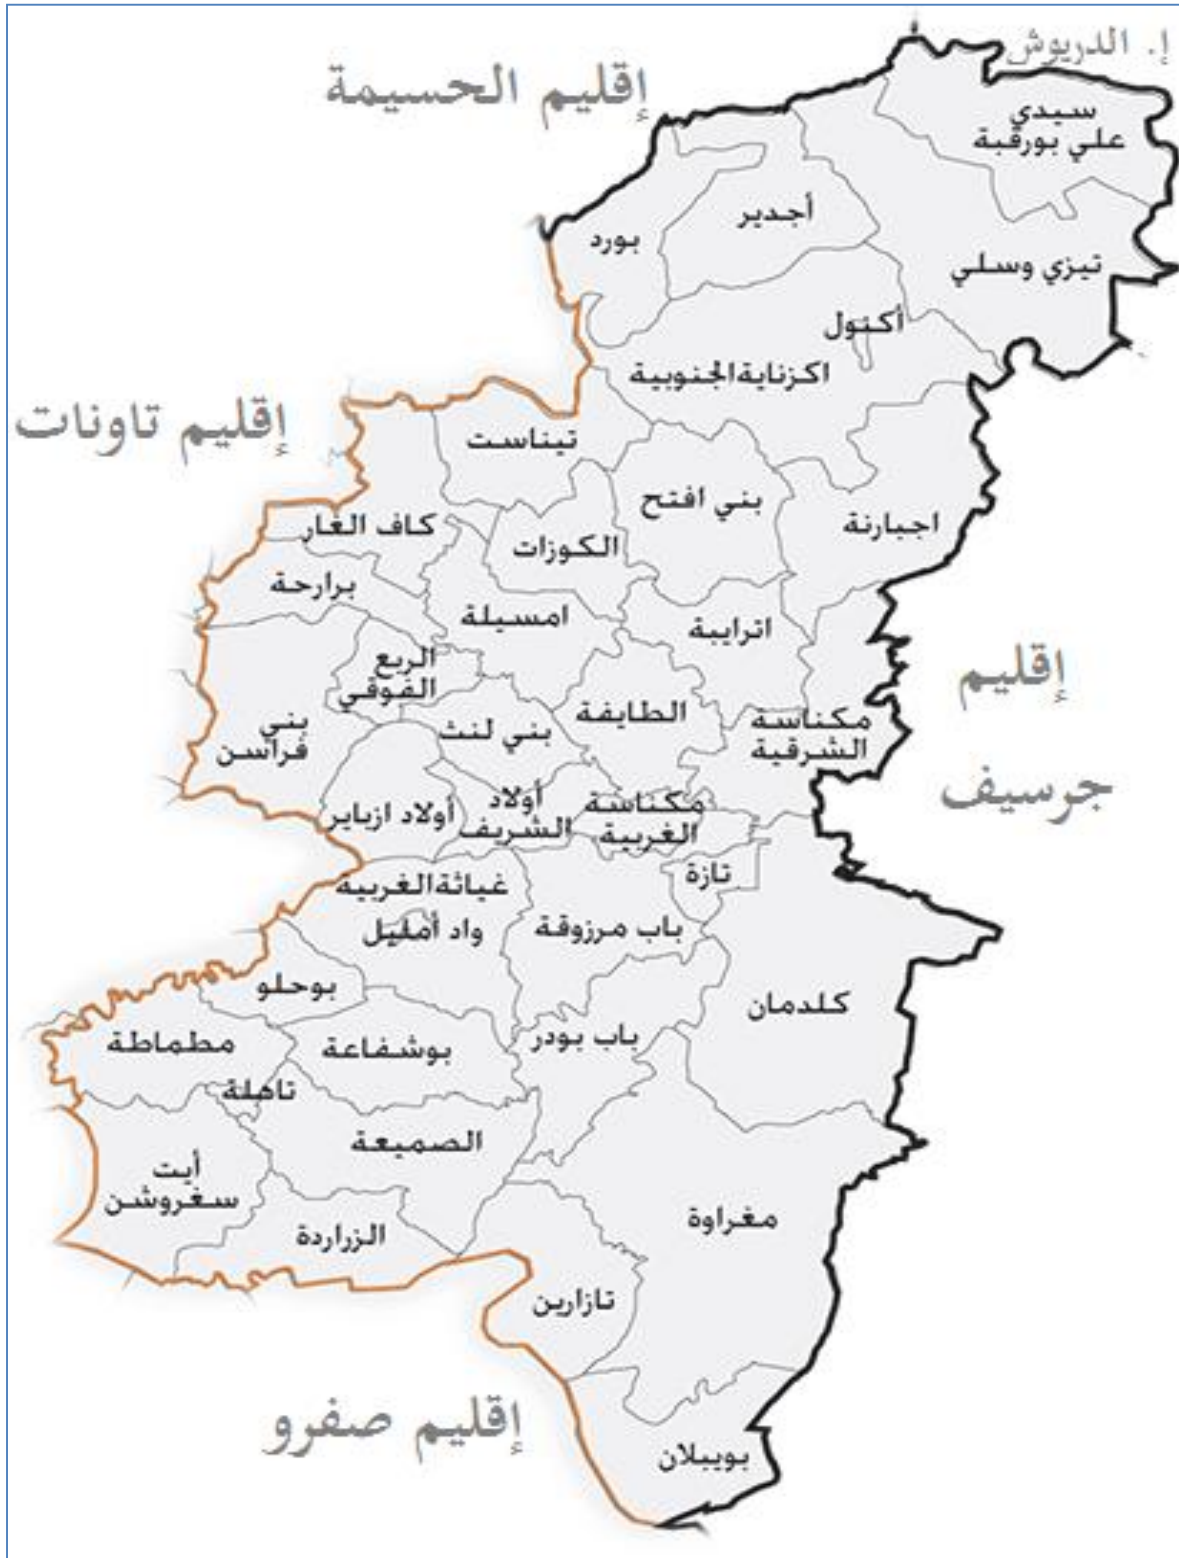 إ. الدريوش
إقليم الحسيمة
سيدي
علي بورقبة
أجدير
بورد
تيزي وسلي
أكنول
اكزناية الجنوبية
إقليم تاونات
تيناست
بني افتح
اجبارنة
كاف الغار
الكوزات
برارحة
امسيلة
اترايبة
الربع
الفوقي
إقليم
جرسيف
الطايفة
مكناسة
الشرقية
بني
فراسن
بني لنث
أولاد
الشريف
مكناسة
الغربية
أولاد ازباير
تازة
غياثة الغربية
واد أمليل
باب مرزوقة
بوحلو
كلدمان
مطماطة
بوشفاعة
باب بودر
تاهلة
الصميعة
أيت
سغروشن
الزراردة
مغراوة
تازارين
إقليم صفرو
بويبلان